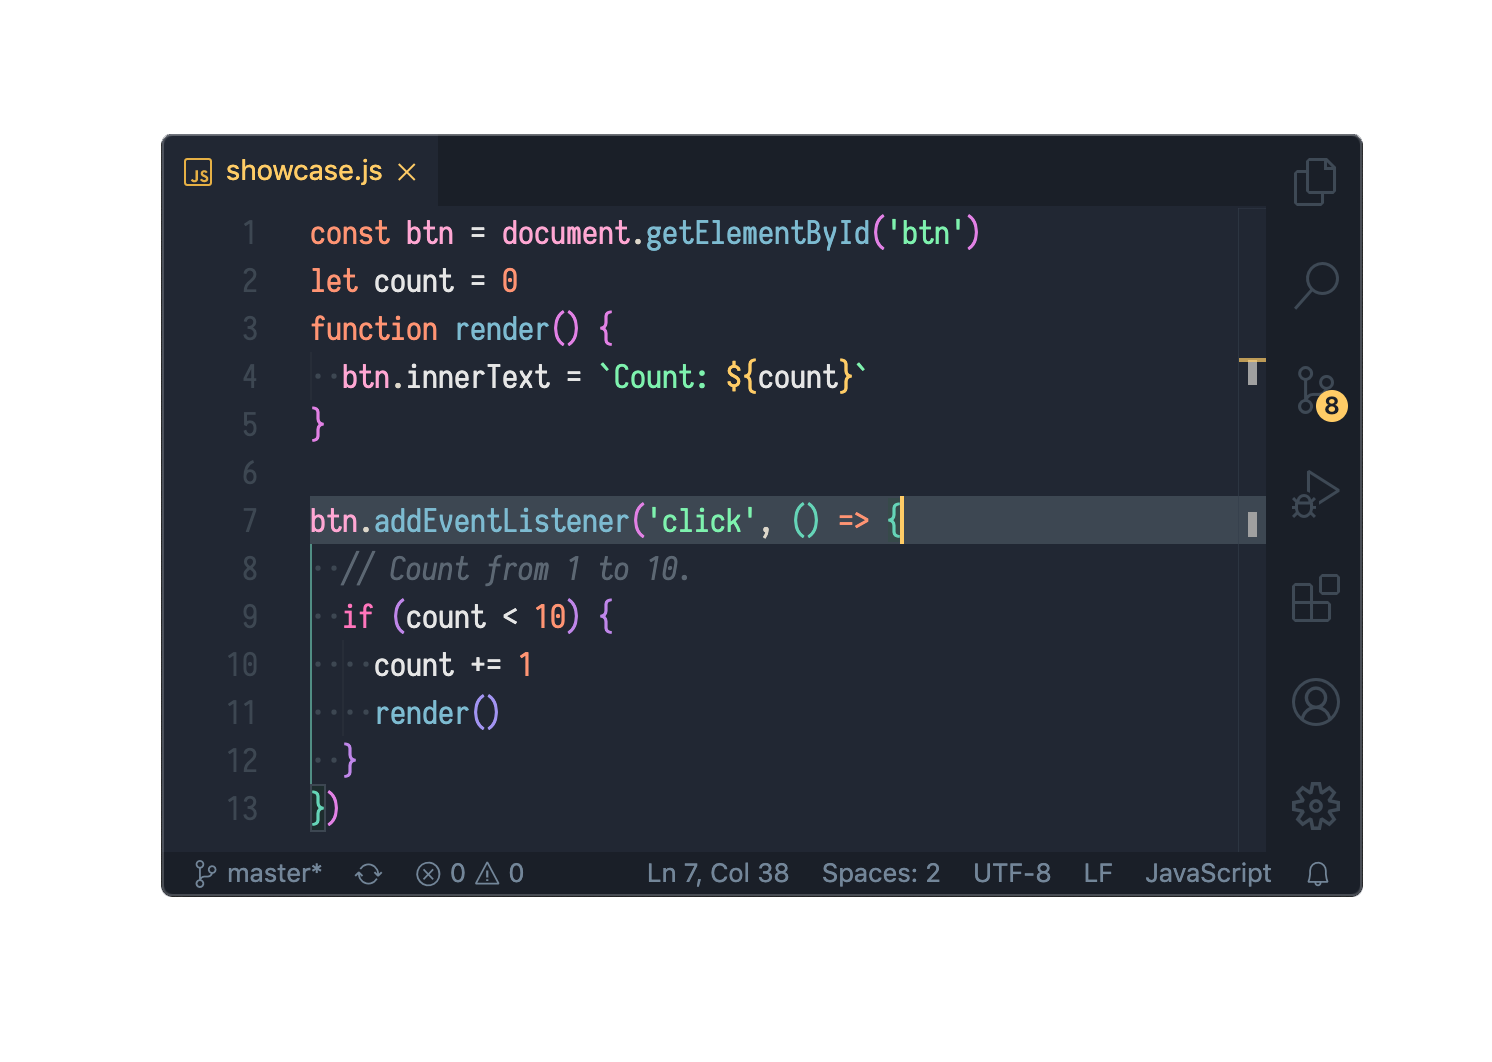 JS showcase.js
1 const btn = document.getElementById('btn')
2 let count = 0
3 function render() {
4   btn.innerText = `Count: ${count}`
5 }
6
7 btn.addEventListener('click', () => {
8   // Count from 1 to 10.
9   if (count < 10) {
10     count += 1
11     render()
12   }
13 })
8
master* 0 0 Ln 7, Col 38 Spaces: 2 UTF-8 LF JavaScript